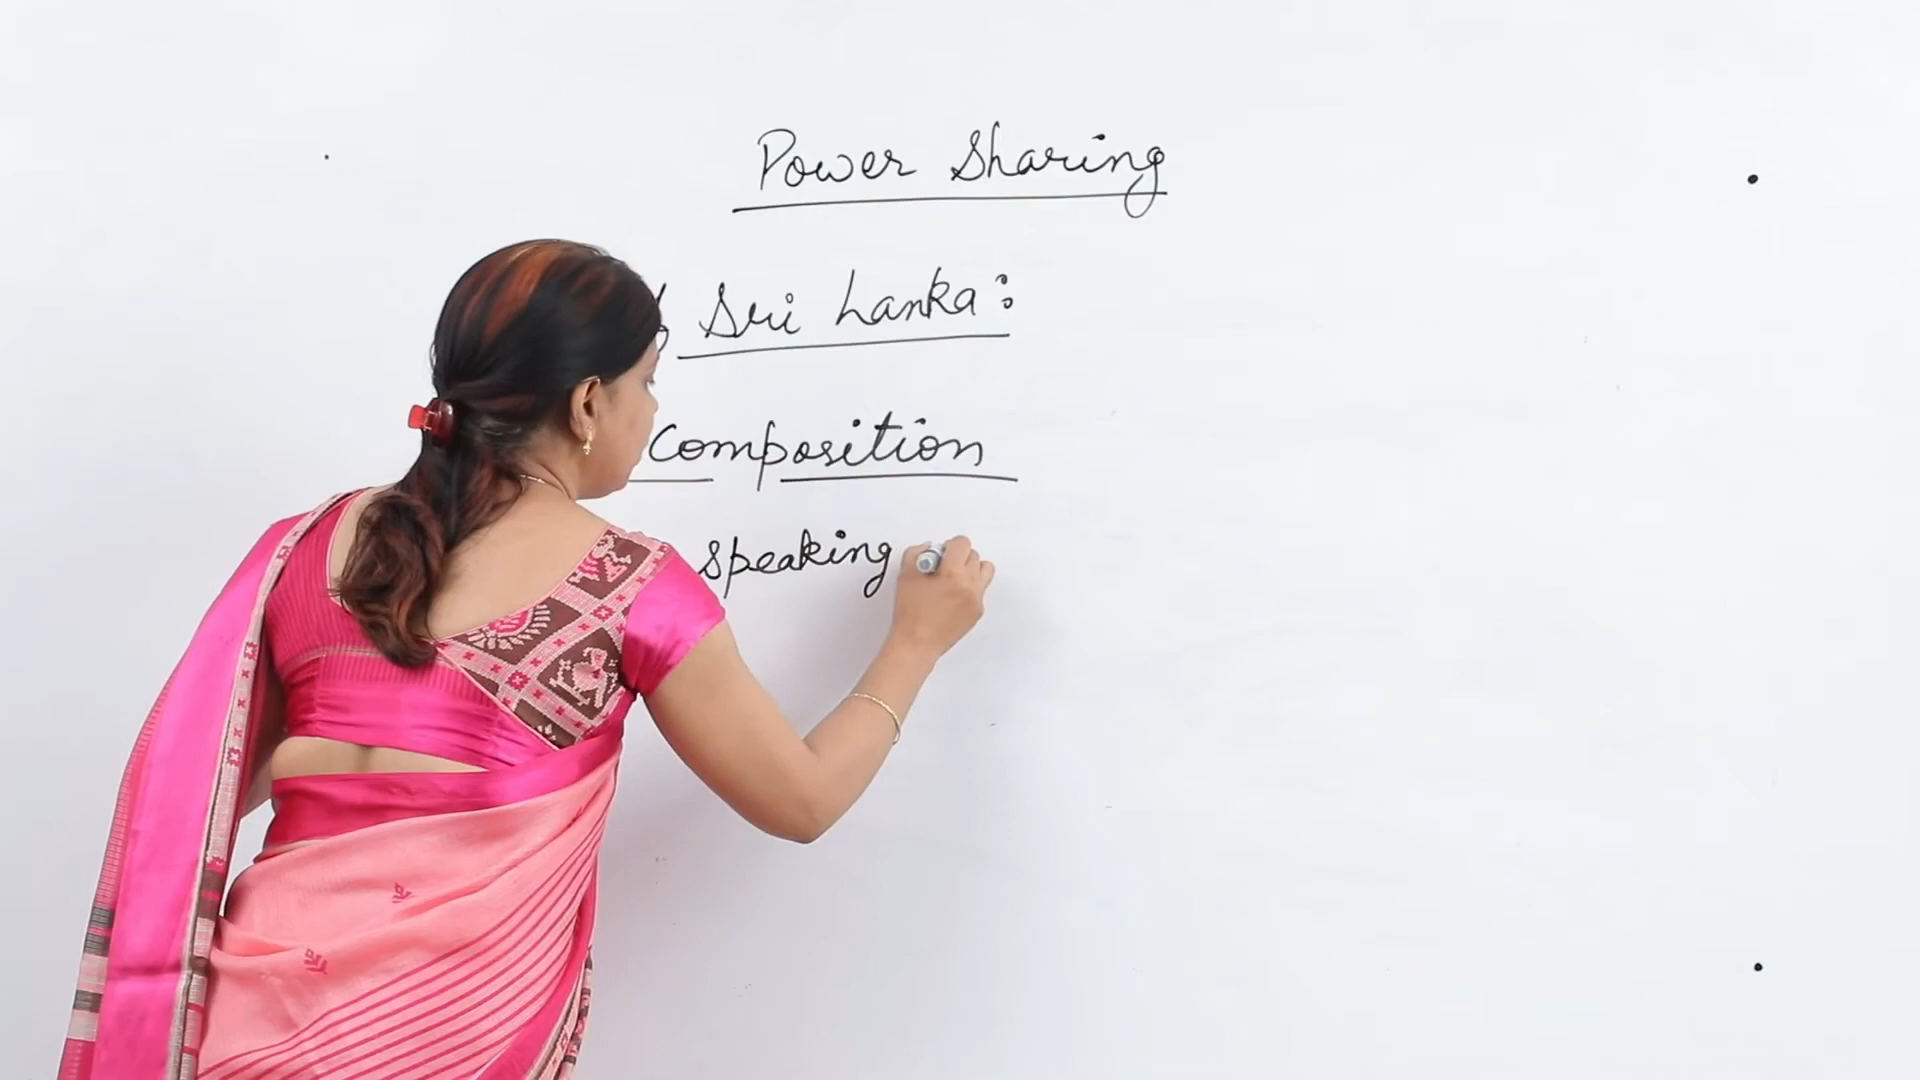 Power Sharing
Sri Lanka:
Composition
speaking